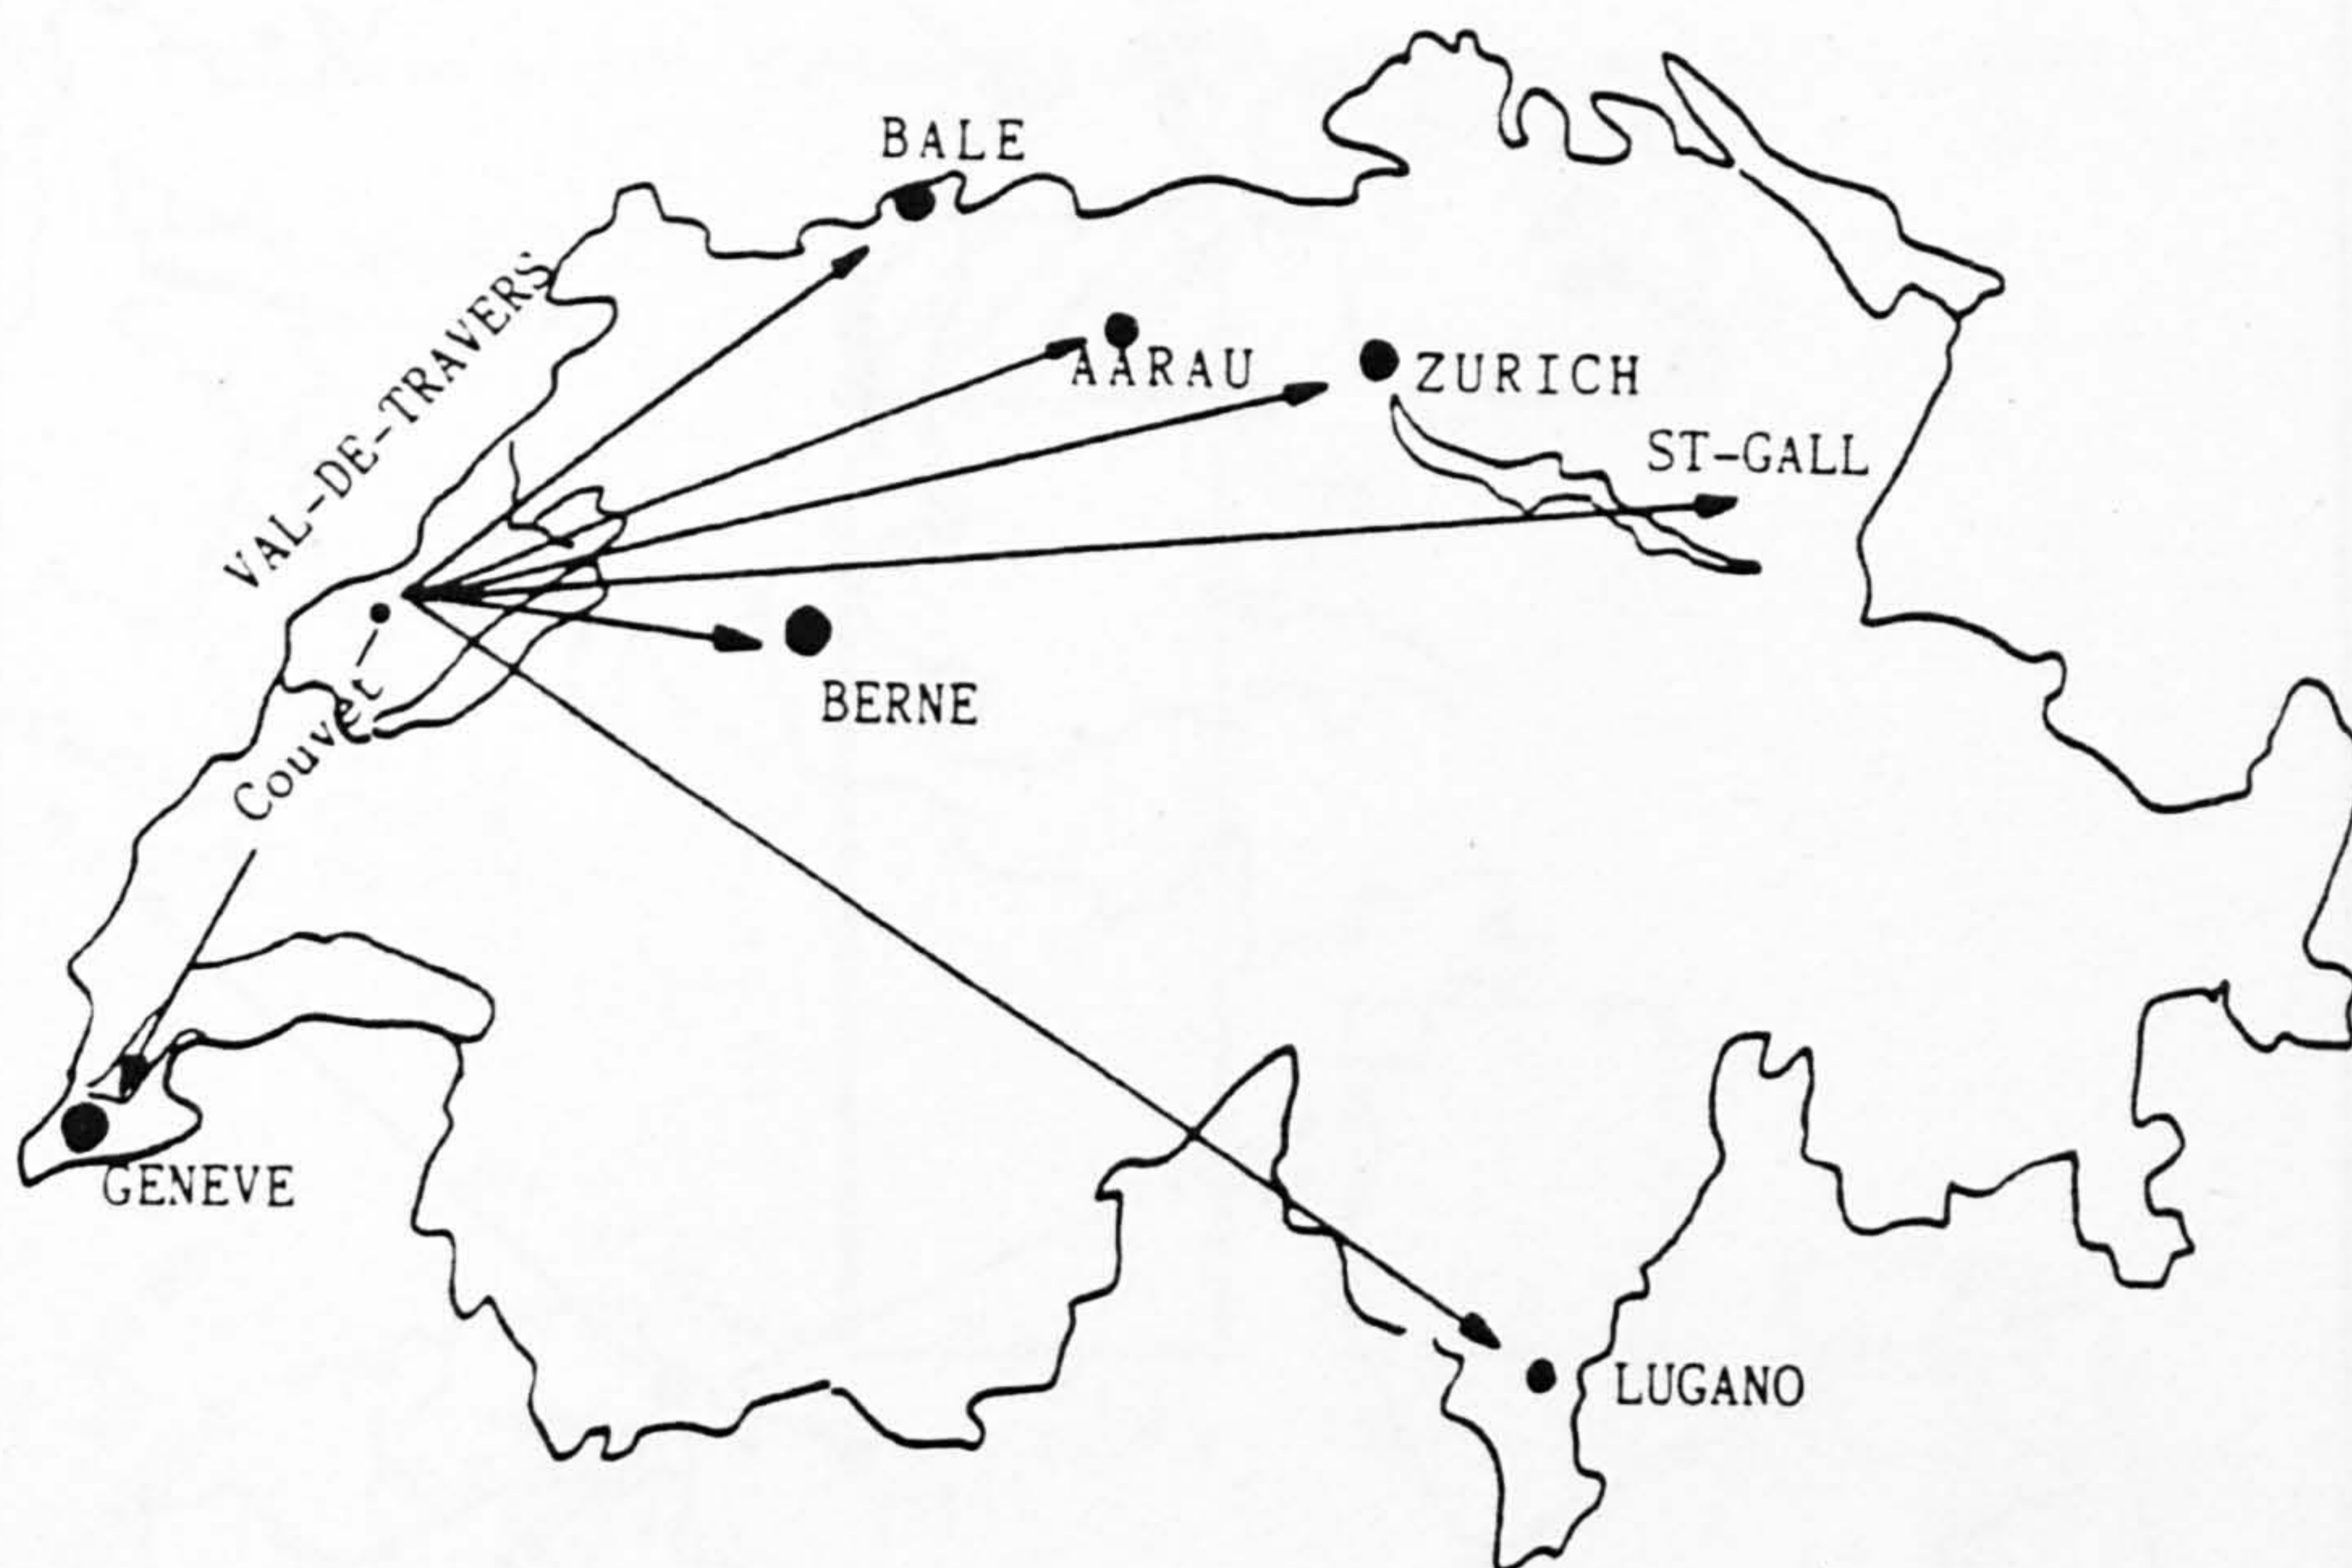 BALE
VAL-DE-TRAVERS
AARAU
ZURICH
ST-GALL
BERNE
Couvet
GENEVE
LUGANO